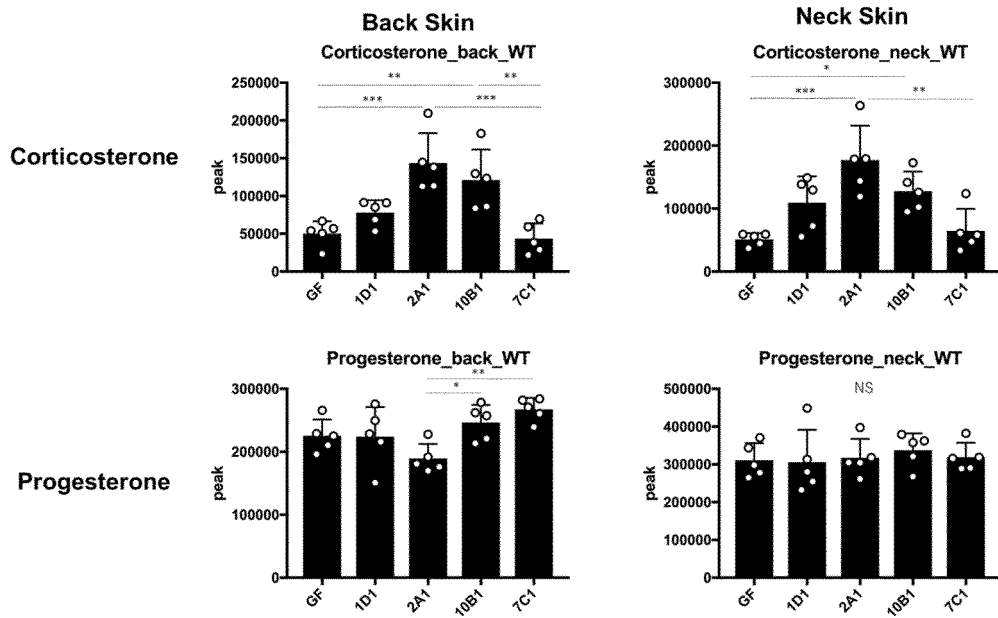 Back Skin
Neck Skin
Corticosterone
Corticosterone_back_WT
peak
250000
200000
150000
100000
50000
0
** **
*** ***
GF 1D1 2A1 10B1 7C1
Corticosterone_neck_WT
peak
300000
200000
100000
0
*
*** **
GF 1D1 2A1 10B1 7C1
Progesterone
Progesterone_back_WT
peak
300000
200000
100000
0
**
*
GF 1D1 2A1 10B1 7C1
Progesterone_neck_WT
peak
500000
400000
300000
200000
100000
0
NS
GF 1D1 2A1 10B1 7C1